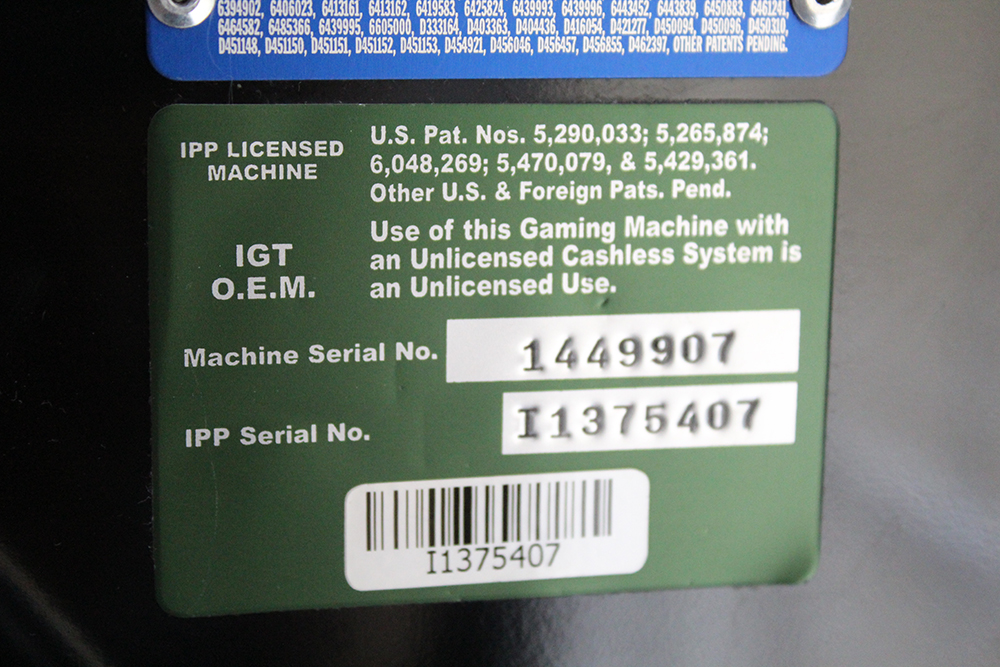 6394902, 6406023, 6413161, 6413162, 6419583, 6425824, 6439993, 6439996, 6443452, 6443839, 6450883, 6461241,
6464582, 6485366, 6439995, 6605000, D333164, D403363, D404436, D416054, D421277, D450094, D450096, D450310,
D451148, D451150, D451151, D451152, D451153, D454921, D456046, D456457, D456855, D462397, OTHER PATENTS PENDING.
IPP LICENSED
MACHINE
U.S. Pat. Nos. 5,290,033; 5,265,874;
6,048,269; 5,470,079, & 5,429,361.
Other U.S. & Foreign Pats. Pend.
IGT
O.E.M.
Use of this Gaming Machine with
an Unlicensed Cashless System is
an Unlicensed Use.
Machine Serial No. 1449907
IPP Serial No. I1375407
I1375407